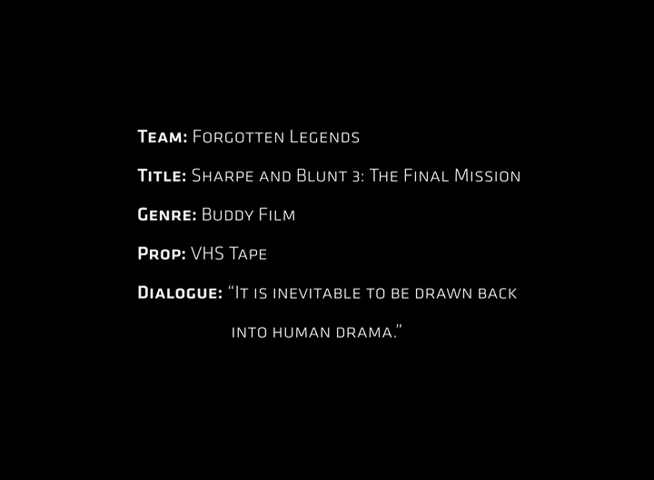 Team: Forgotten Legends
Title: Sharpe and Blunt 3: The Final Mission
Genre: Buddy Film
Prop: VHS Tape
Dialogue: “It is inevitable to be drawn back
into human drama.”